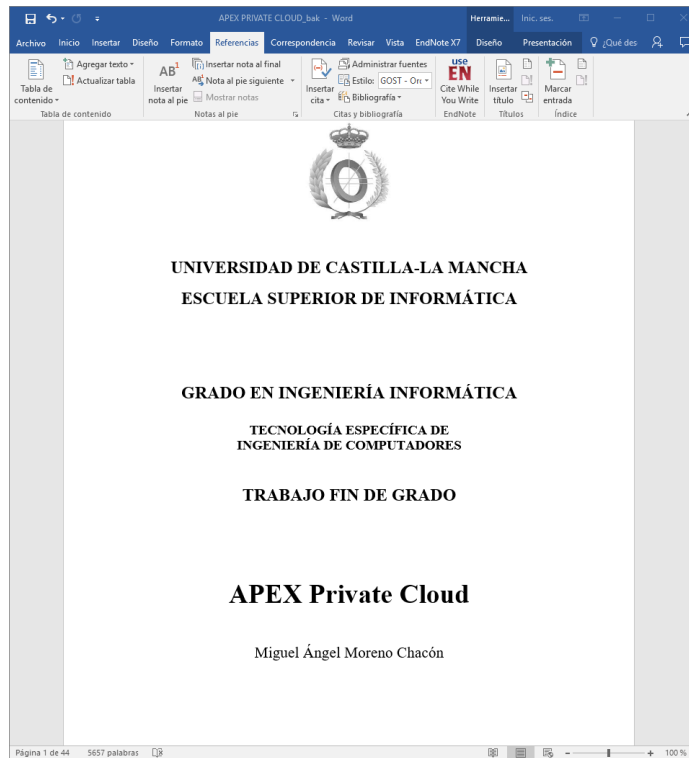 APEX PRIVATE CLOUD_bak - Word
Herramie...
Inic. ses.
Archivo Inicio Insertar Diseño Formato Referencias Correspondencia Revisar Vista EndNote X7 Diseño Presentación ¿Qué des
Tabla de contenido
Agregar texto
Actualizar tabla
Tabla de contenido
AB1
Insertar nota al pie
Insertar nota al final
Nota al pie siguiente
Mostrar notas
Notas al pie
Insertar cita
Administrar fuentes
Estilo: GOST - Orc
Bibliografía
Citas y bibliografía
use
EN
Cite While You Write
EndNote
Insertar título
Títulos
Marcar entrada
Índice
UNIVERSIDAD DE CASTILLA-LA MANCHA
ESCUELA SUPERIOR DE INFORMÁTICA
GRADO EN INGENIERÍA INFORMÁTICA
TECNOLOGÍA ESPECÍFICA DE
INGENIERÍA DE COMPUTADORES
TRABAJO FIN DE GRADO
APEX Private Cloud
Miguel Ángel Moreno Chacón
Página 1 de 44 5657 palabras 100 %